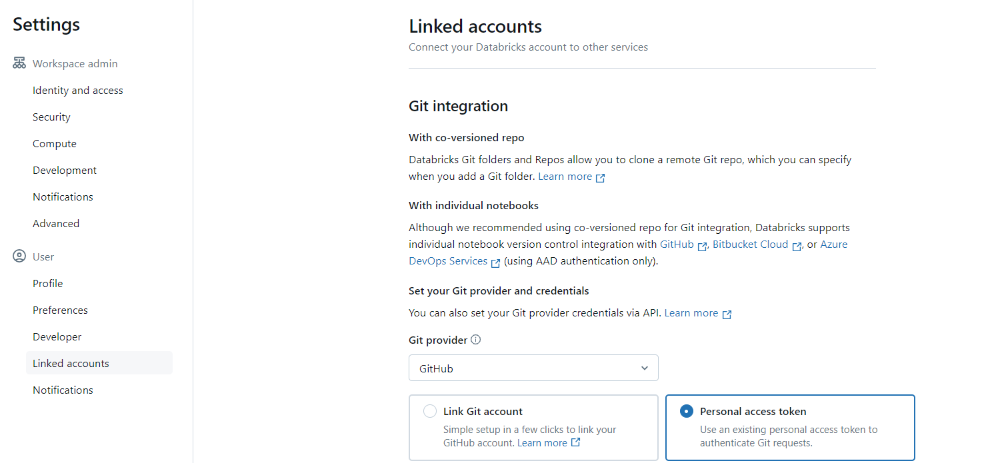 Settings
Workspace admin
Identity and access
Security
Compute
Development
Notifications
Advanced
User
Profile
Preferences
Developer
Linked accounts
Notifications
Linked accounts
Connect your Databricks account to other services
Git integration
With co-versioned repo
Databricks Git folders and Repos allow you to clone a remote Git repo, which you can specify
when you add a Git folder. Learn more
With individual notebooks
Although we recommended using co-versioned repo for Git integration, Databricks supports
individual notebook version control integration with GitHub, Bitbucket Cloud, or Azure
DevOps Services (using AAD authentication only).
Set your Git provider and credentials
You can also set your Git provider credentials via API. Learn more
Git provider
GitHub
Link Git account
Simple setup in a few clicks to link your
GitHub account. Learn more
Personal access token
Use an existing personal access token to
authenticate Git requests.